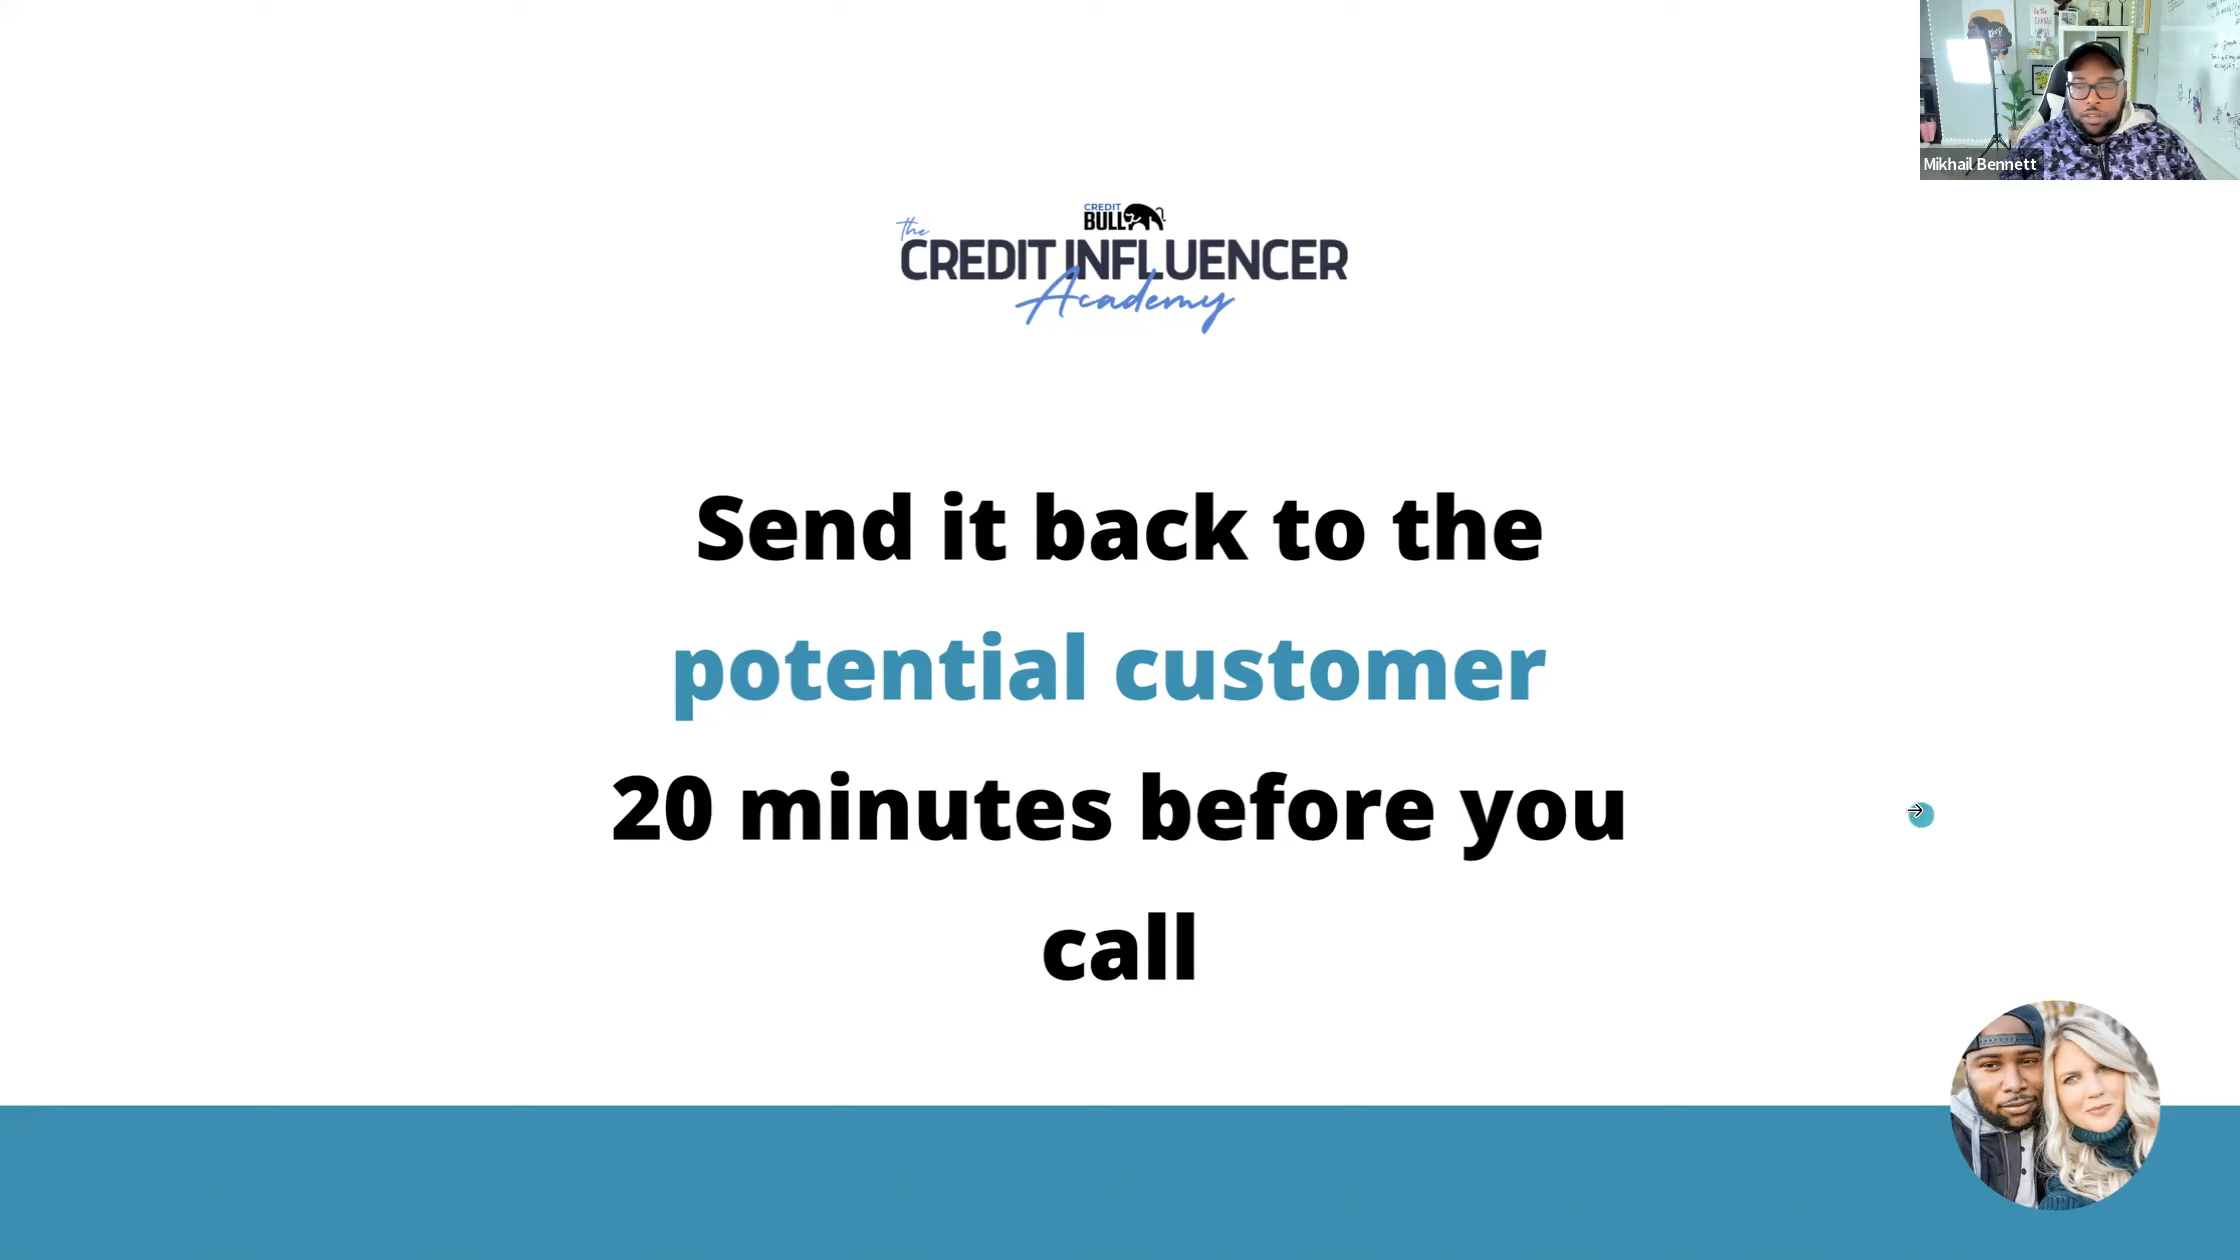 Mikhail Bennett
CREDIT
BULL
the
CREDIT INFLUENCER
Academy
Send it back to the
potential customer
20 minutes before you
call